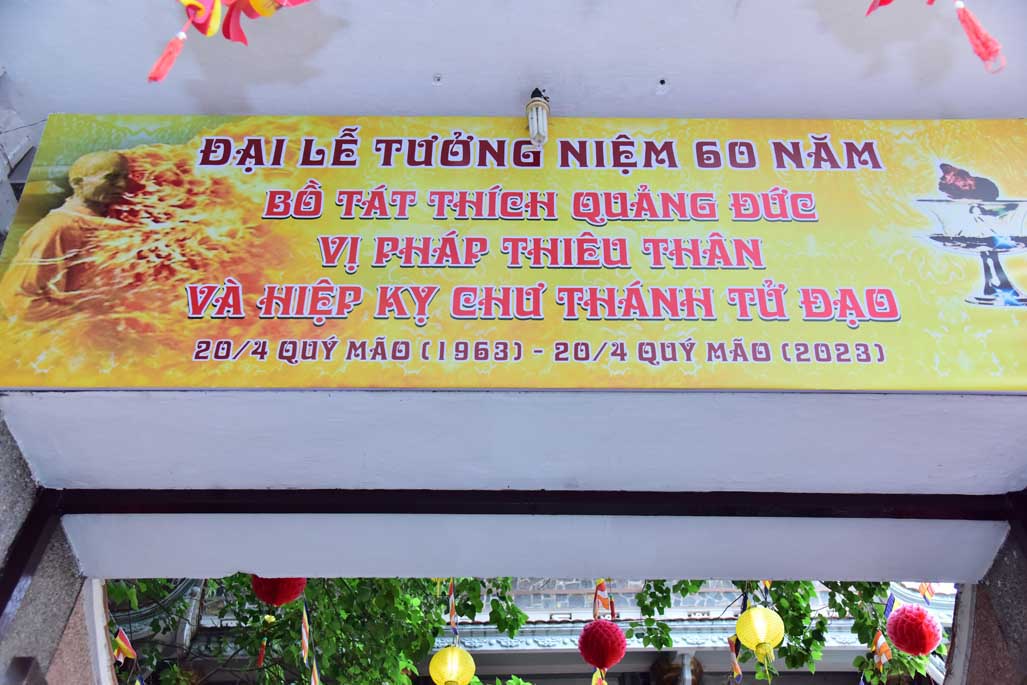 ĐẠI LỄ TƯỞNG NIỆM 60 NĂM
BỒ TÁT THÍCH QUẢNG ĐỨC
VỊ PHÁP THIÊU THÂN
VÀ HIỆP KỴ CHƯ THÁNH TỬ ĐẠO
20/4 QUÝ MÃO (1963) - 20/4 QUÝ MÃO (2023)